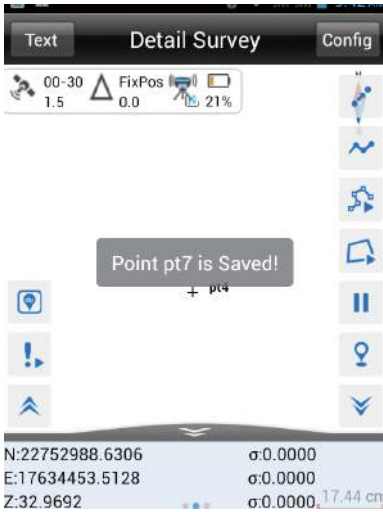 Text Detail Survey Config
00-30 FixPos
1.5 0.0 21%
N
Point pt7 is Saved!
pt4
N:22752988.6306 σ:0.0000
E:17634453.5128 σ:0.0000
Z:32.9692 σ:0.0000 17.44 cm